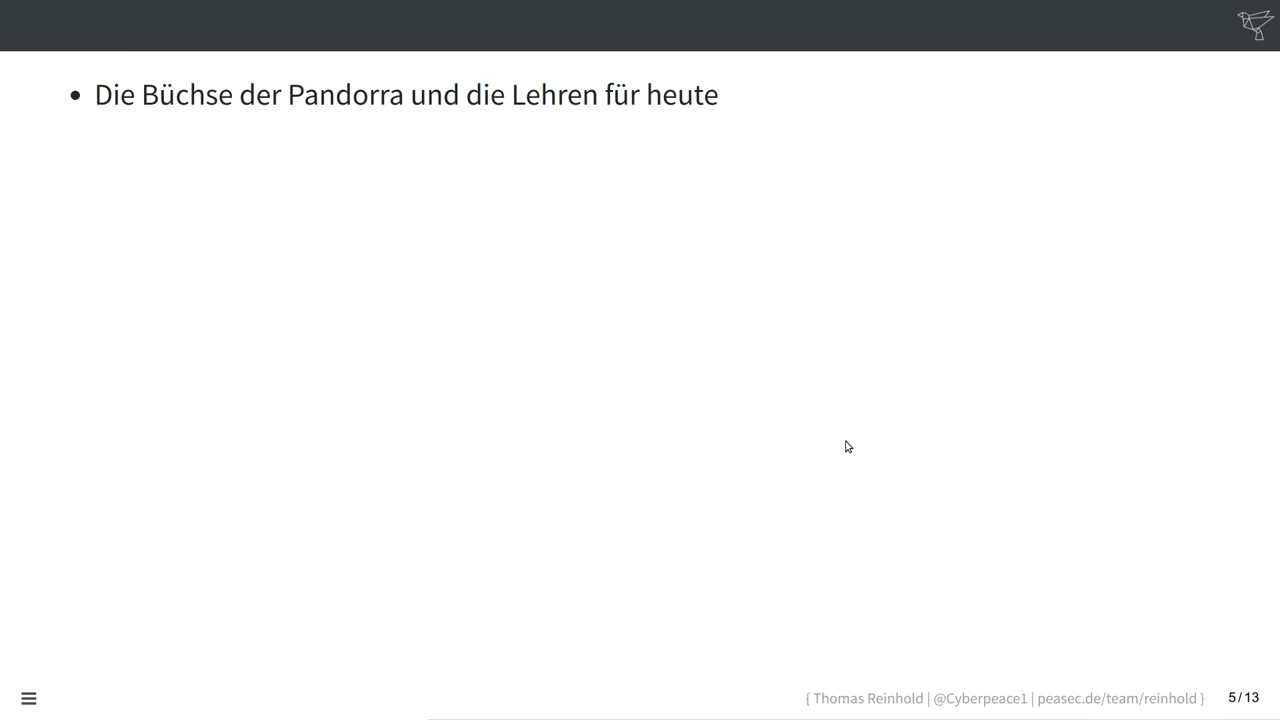 Die Büchse der Pandorra und die Lehren für heute
{ Thomas Reinhold | @Cyberpeace1 | peasec.de/team/reinhold }
5 / 13